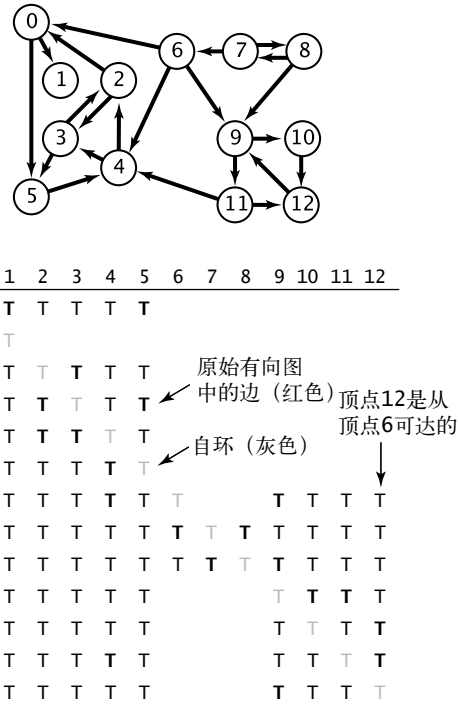 0
6
7
8
1
2
3
9
10
4
5
11
12
1 2 3 4 5 6 7 8 9 10 11 12
T T T T T
T
T T T T T
原始有向图
中的边（红色）
T T T T T
顶点12是从
顶点6可达的
T T T T T
自环（灰色）
T T T T T
T T T T T T T T T T
T T T T T T T T T T T T
T T T T T T T T T T T T
T T T T T T T T T
T T T T T T T T T
T T T T T T T T T
T T T T T T T T T